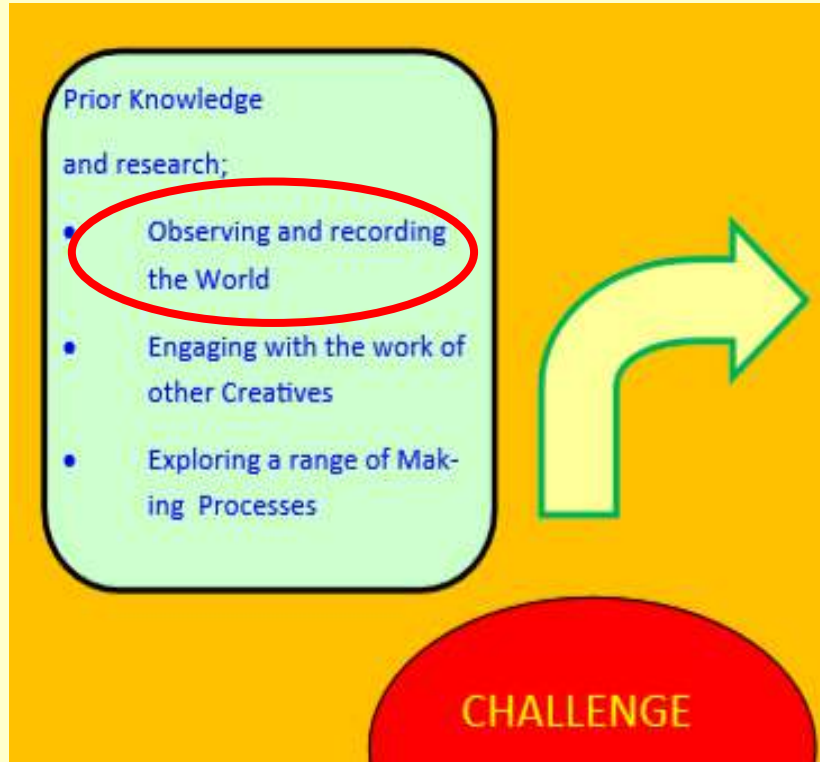 Prior Knowledge
and research;
• Observing and recording
the World
• Engaging with the work of
other Creatives
• Exploring a range of Mak-
ing Processes
CHALLENGE